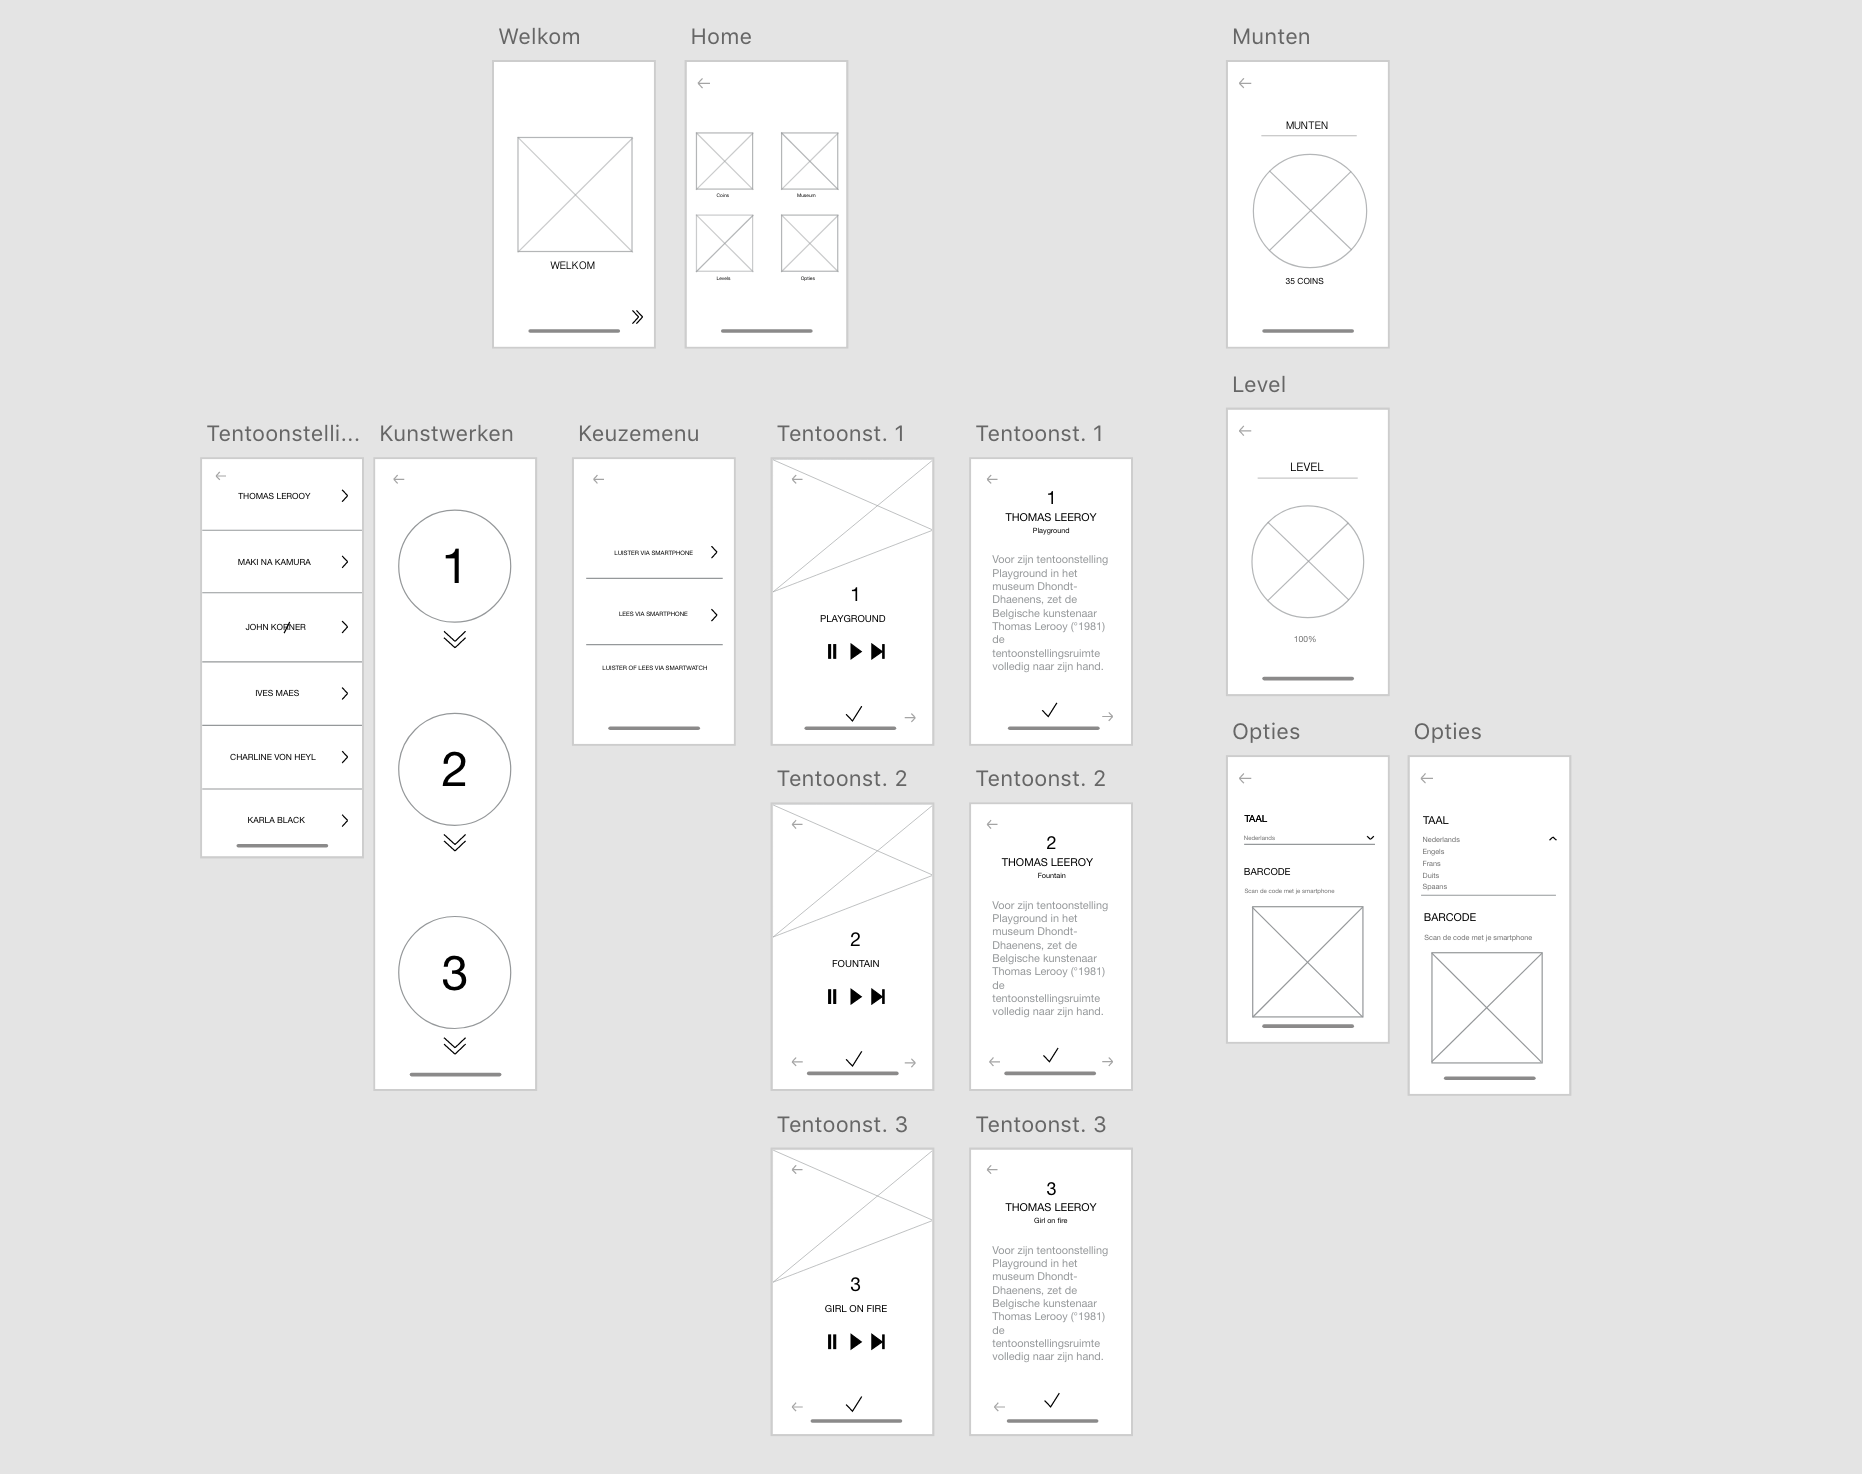 Welkom
WELKOM
Home
Coins
Museum
Levels
Opties
Munten
MUNTEN
35 COINS
Level
LEVEL
100%
Tentoonstelli...
THOMAS LEROOY
MAKI NA KAMURA
JOHN KORNER
IVES MAES
CHARLINE VON HEYL
KARLA BLACK
Kunstwerken
1
2
3
Keuzemenu
LUISTER VIA SMARTPHONE
LEES VIA SMARTPHONE
LUISTER OF LEES VIA SMARTWATCH
Tentoonst. 1
1
PLAYGROUND
Tentoonst. 1
1
THOMAS LEEROY
Playground
Voor zijn tentoonstelling
Playground in het
museum Dhondt-
Dhaenens, zet de
Belgische kunstenaar
Thomas Lerooy (°1981)
de
tentoonstellingsruimte
volledig naar zijn hand.
Tentoonst. 2
2
FOUNTAIN
Tentoonst. 2
2
THOMAS LEEROY
Fountain
Voor zijn tentoonstelling
Playground in het
museum Dhondt-
Dhaenens, zet de
Belgische kunstenaar
Thomas Lerooy (°1981)
de
tentoonstellingsruimte
volledig naar zijn hand.
Tentoonst. 3
3
GIRL ON FIRE
Tentoonst. 3
3
THOMAS LEEROY
Girl on fire
Voor zijn tentoonstelling
Playground in het
museum Dhondt-
Dhaenens, zet de
Belgische kunstenaar
Thomas Lerooy (°1981)
de
tentoonstellingsruimte
volledig naar zijn hand.
Opties
TAAL
Nederlands
BARCODE
Scan de code met je smartphone
Opties
TAAL
Nederlands
Engels
Frans
Duits
Spaans
BARCODE
Scan de code met je smartphone